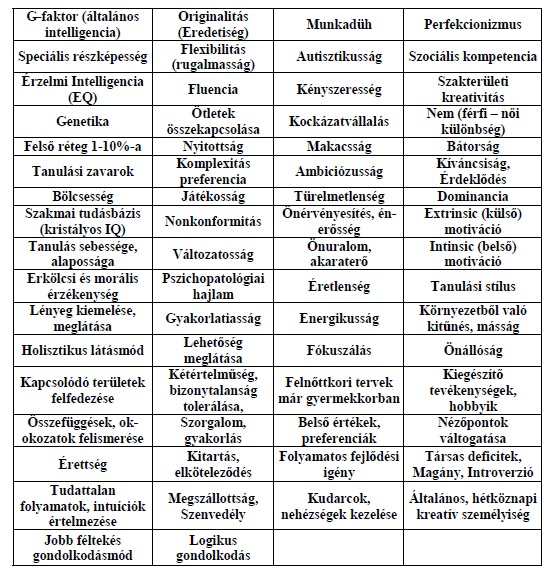 G-faktor (általános
intelligencia)
Originalitás
(Eredetiség)
Munkadüh
Perfekcionizmus
Speciális részképesség
Flexibilitás
(rugalmasság)
Autisztikusság
Szociális kompetencia
Érzelmi Intelligencia
(EQ)
Fluencia
Kényszeresség
Szakterületi
kreativitás
Genetika
Ötletek
összekapcsolása
Kockázatvállalás
Nem (férfi – női
különbség)
Felső réteg 1-10%-a
Nyitottság
Makacsság
Bátorság
Tanulási zavarok
Komplexitás
preferencia
Ambiciózusság
Kíváncsiság,
Érdeklődés
Bölcsesség
Játékosság
Türelmetlenség
Dominancia
Szakmai tudásbázis
(kristályos IQ)
Nonkonformitás
Önérvényesítés, én-
erősség
Extrinsic (külső)
motiváció
Tanulás sebessége,
alapossága
Változatosság
Önuralom,
akaraterő
Intinsic (belső)
motiváció
Erkölcsi és morális
érzékenység
Pszichopatológiai
hajlam
Éretlenség
Tanulási stílus
Lényeg kiemelése,
meglátása
Gyakorlatiasság
Energikusság
Környezetből való
kitűnés, másság
Holisztikus látásmód
Lehetőség
meglátása
Fókuszálás
Önállóság
Kapcsolódó területek
felfedezése
Kétértelműség,
bizonytalanság
tolerálása,
Felnőttkori tervek
már gyermekkorban
Kiegészítő
tevékenységek,
hobbyik
Összefüggések, ok-
okozatok felismerése
Szorgalom,
gyakorlás
Belső értékek,
preferenciák
Nézőpontok
váltogatása
Érettség
Kitartás,
elköteleződés
Folyamatos fejlődési
igény
Társas deficitek,
Magány, Introverzió
Tudattalan
folyamatok, intuíciók
értelmezése
Megszállottság,
Szenvedély
Kudarcok,
nehézségek kezelése
Általános, hétköznapi
kreatív személyiség
Jobb féltekés
gondolkodásmód
Logikus
gondolkodás